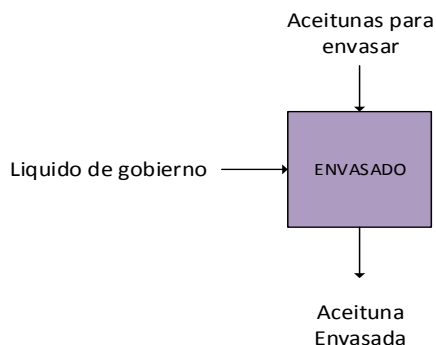 Aceitunas para
envasar
Liquido de gobierno
ENVASADO
Aceituna
Envasada